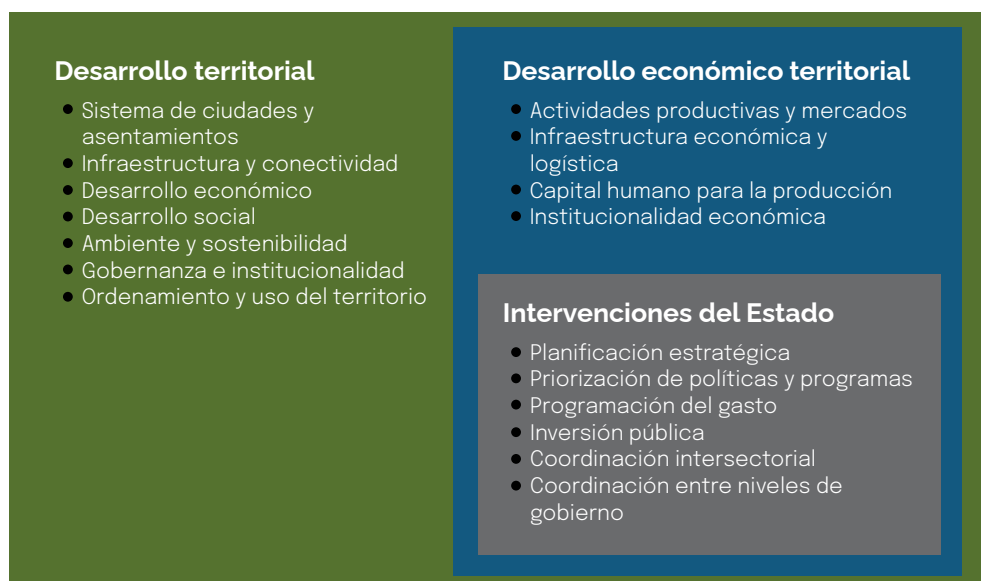 Desarrollo territorial
Sistema de ciudades y
asentamientos
Infraestructura y conectividad
Desarrollo económico
Desarrollo social
Ambiente y sostenibilidad
Gobernanza e institucionalidad
Ordenamiento y uso del territorio
Desarrollo económico territorial
Actividades productivas y mercados
Infraestructura económica y
logística
Capital humano para la producción
Institucionalidad económica
Intervenciones del Estado
Planificación estratégica
Priorización de políticas y programas
Programación del gasto
Inversión pública
Coordinación intersectorial
Coordinación entre niveles de
gobierno